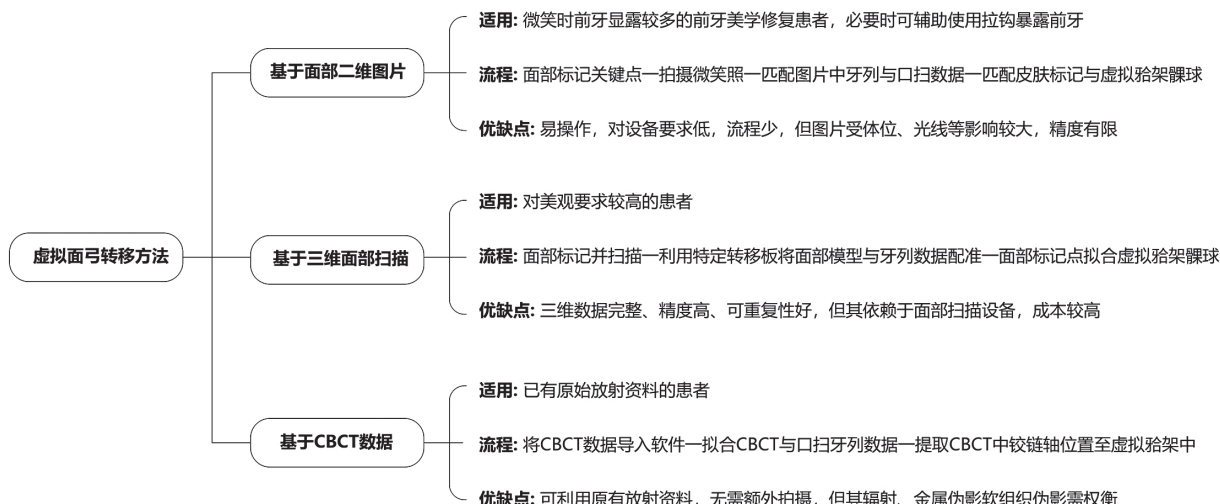 虚拟面弓转移方法
基于面部二维图片
适用: 微笑时前牙显露较多的前牙美学修复患者，必要时可辅助使用拉钩暴露前牙
流程: 面部标记关键点—拍摄微笑照—匹配图片中牙列与口扫数据—匹配皮肤标记与虚拟𬌗架髁球
优缺点: 易操作，对设备要求低，流程少，但图片受体位、光线等影响较大，精度有限
基于三维面部扫描
适用: 对美观要求较高的患者
流程: 面部标记并扫描—利用特定转移板将面部模型与牙列数据配准—面部标记点拟合虚拟𬌗架髁球
优缺点: 三维数据完整、精度高、可重复性好，但其依赖于面部扫描设备，成本较高
基于CBCT数据
适用: 已有原始放射资料的患者
流程: 将CBCT数据导入软件—拟合CBCT与口扫牙列数据—提取CBCT中铰链轴位置至虚拟𬌗架中
优缺点: 可利用原有放射资料，无需额外拍摄，但其辐射、金属伪影软组织伪影需权衡